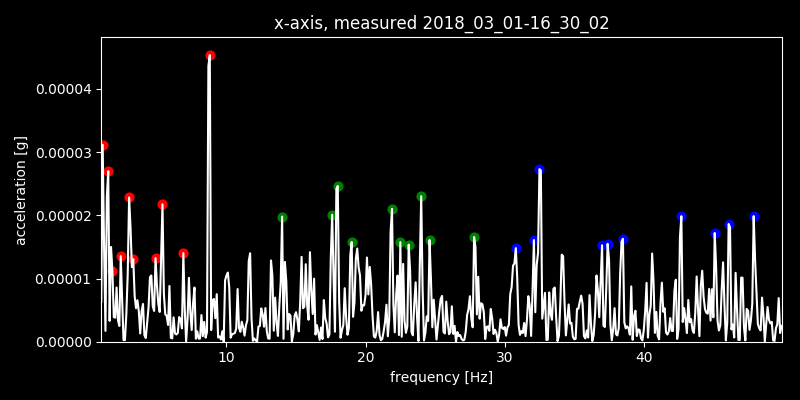 x-axis, measured 2018_03_01-16_30_02
acceleration [g]
0.00004
0.00003
0.00002
0.00001
0.00000
10 20 30 40
frequency [Hz]